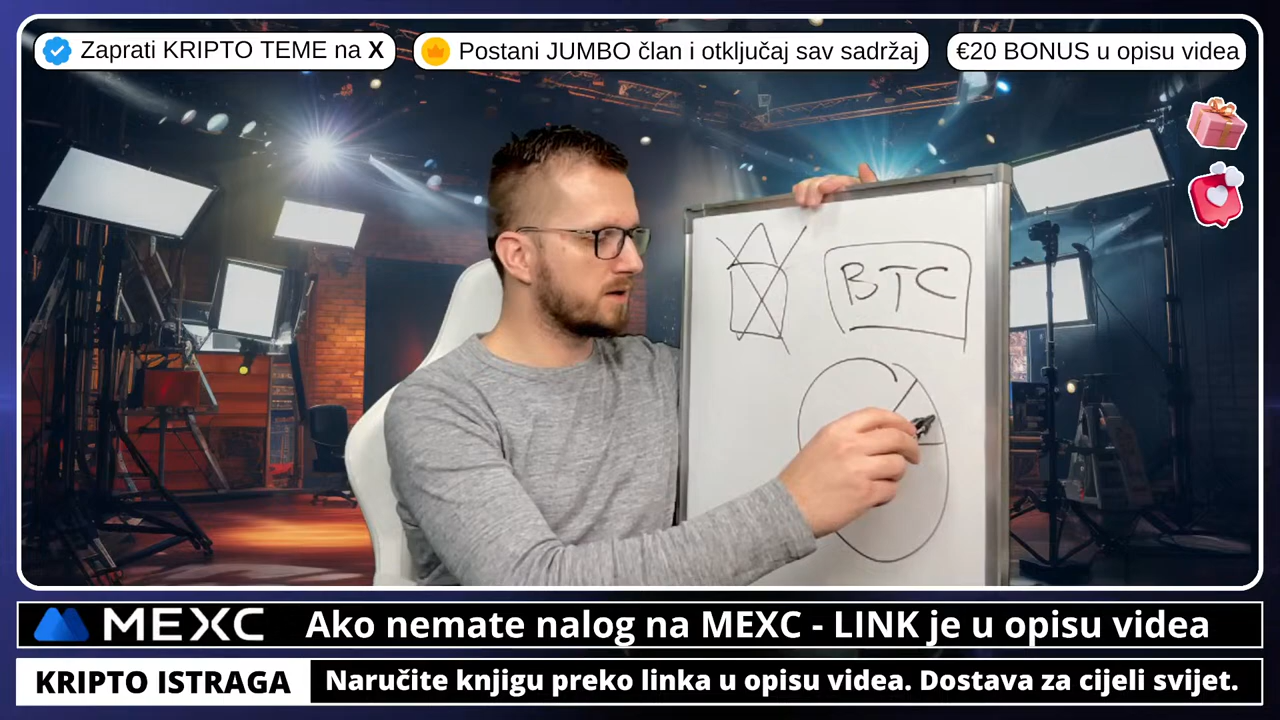 Zaprati KRIPTO TEME na X
Postani JUMBO član i otključaj sav sadržaj
€20 BONUS u opisu videa
BTC
MEXC
Ako nemate nalog na MEXC - LINK je u opisu videa
KRIPTO ISTRAGA
Naručite knjigu preko linka u opisu videa. Dostava za cijeli svijet.